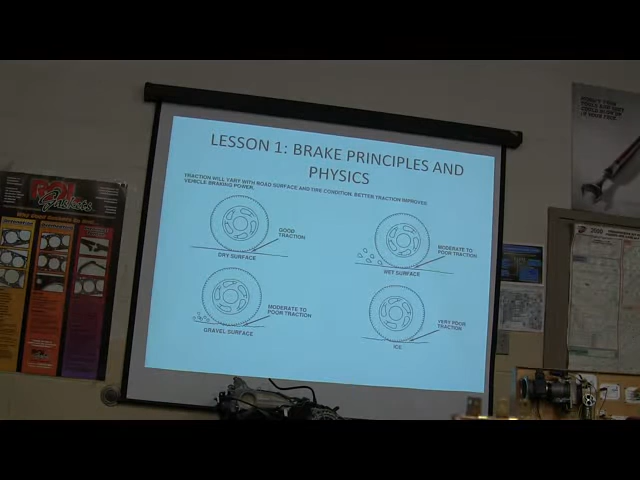 LESSON 1: BRAKE PRINCIPLES AND
PHYSICS
TRACTION WILL VARY WITH ROAD SURFACE AND TIRE CONDITION. BETTER TRACTION IMPROVES
VEHICLE BRAKING POWER.
GOOD
TRACTION
DRY SURFACE
MODERATE TO
POOR TRACTION
WET SURFACE
MODERATE TO
POOR TRACTION
GRAVEL SURFACE
VERY POOR
TRACTION
ICE
Gaskets